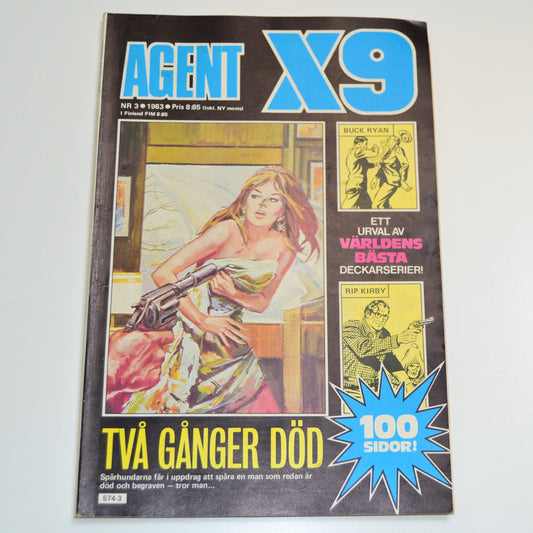 AGENT X9
NR 3 • 1983 • Pris 8:85 (Inkl. NY moms)
I Finland FIM 8:85
BUCK RYAN
ETT
URVAL AV
VÄRLDENS
BÄSTA
DECKARSERIER!
RIP KIRBY
100
SIDOR!
TVÅ GÅNGER DÖD
Spårhundarna får i uppdrag att spåra en man som redan är
död och begraven — tror man...
574-3